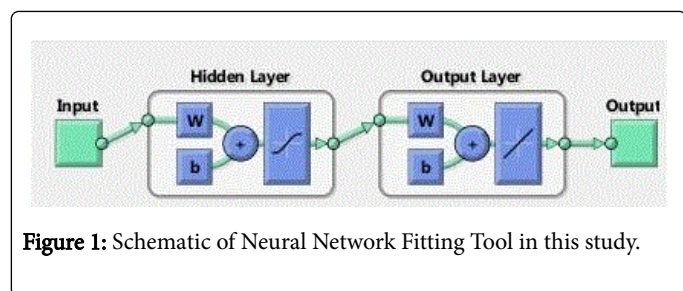 Hidden Layer Output Layer
Input Output
W W
+ +
b b
Figure 1: Schematic of Neural Network Fitting Tool in this study.